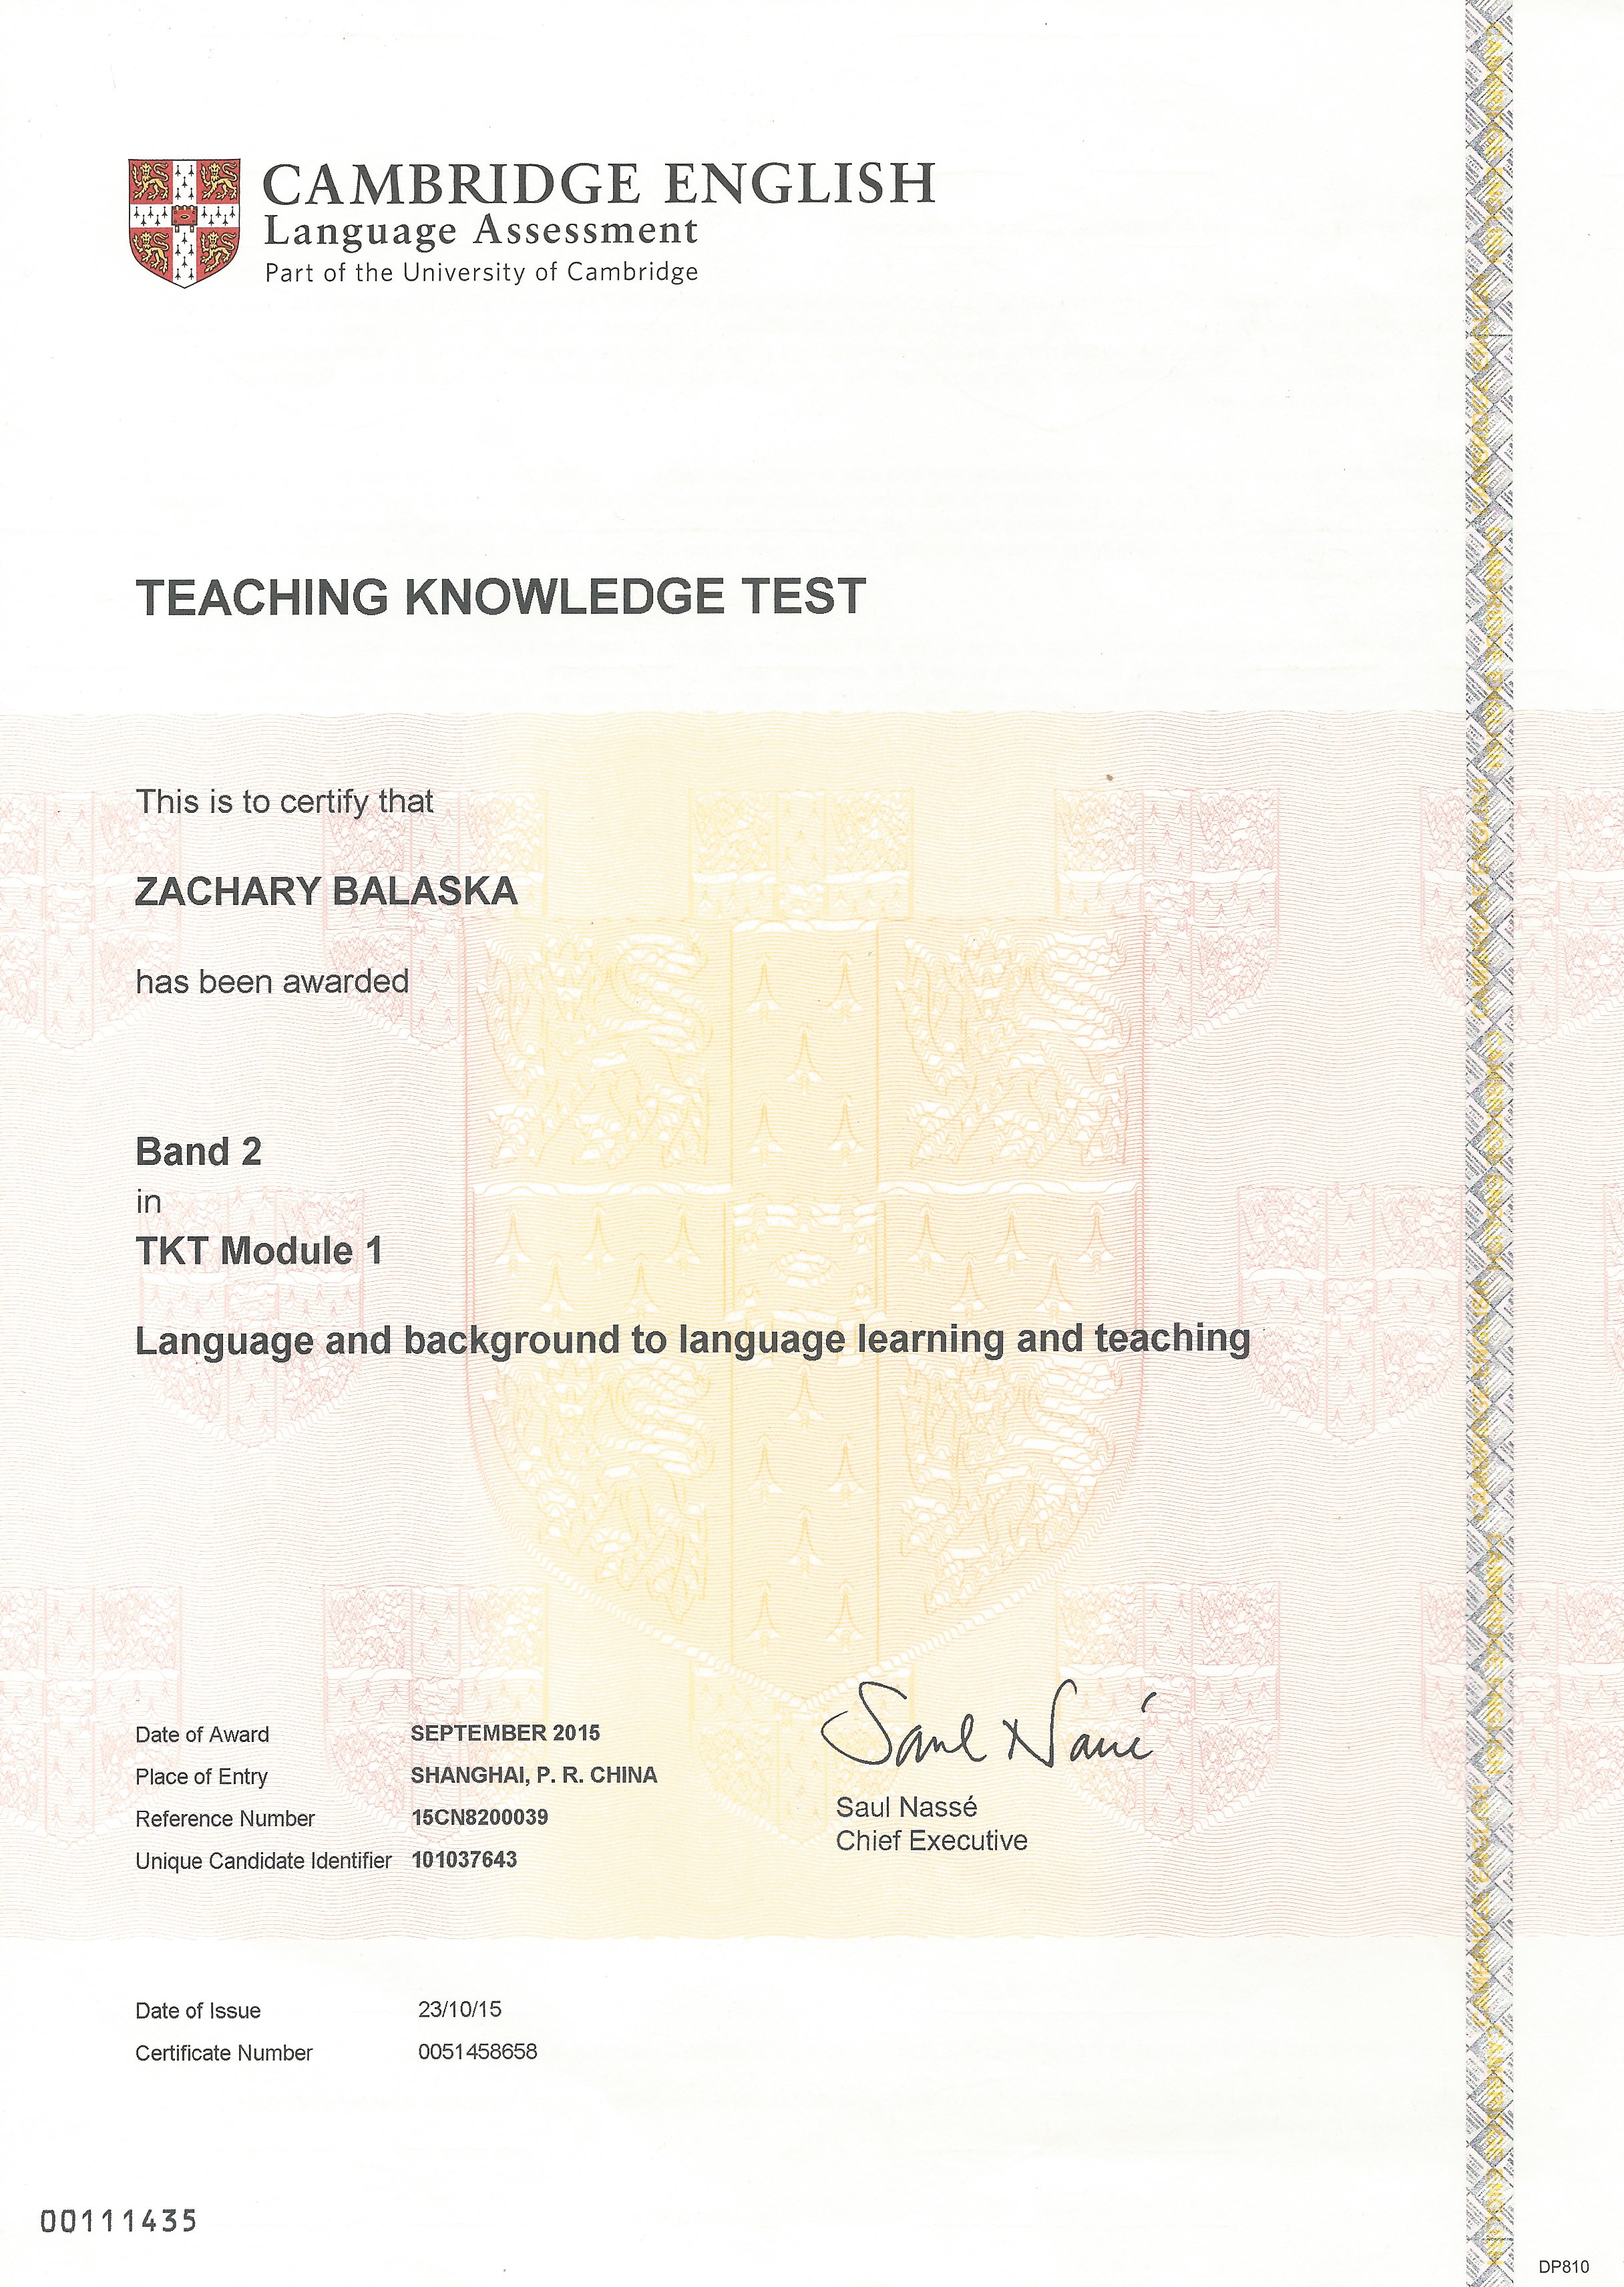 CAMBRIDGE ENGLISH
Language Assessment
Part of the University of Cambridge
TEACHING KNOWLEDGE TEST
This is to certify that
ZACHARY BALASKA
has been awarded
Band 2
in
TKT Module 1
Language and background to language learning and teaching
Date of Award SEPTEMBER 2015
Place of Entry SHANGHAI, P. R. CHINA
Reference Number 15CN8200039
Unique Candidate Identifier 101037643
Saul Nassé
Saul Nassé
Chief Executive
Date of Issue 23/10/15
Certificate Number 0051458658
00111435
DP810